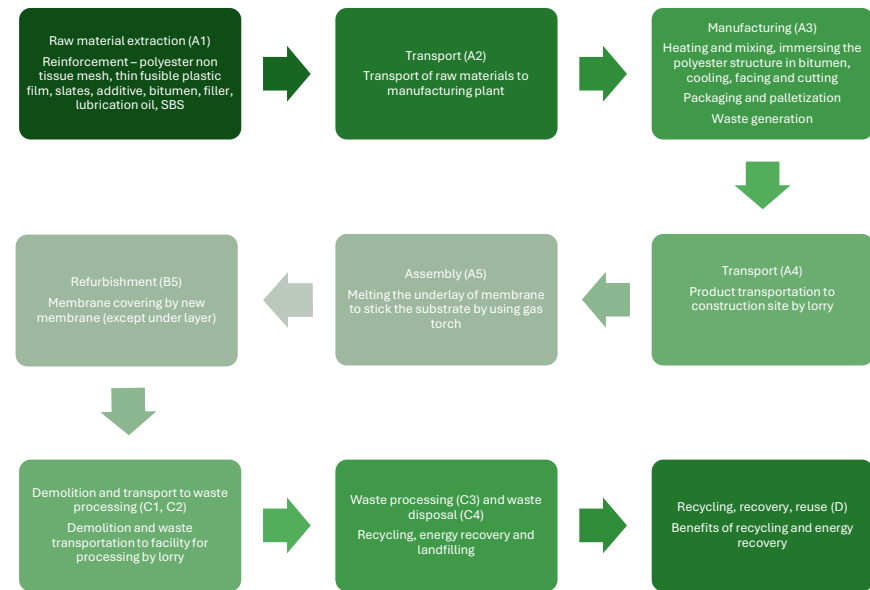 Raw material extraction (A1)
Reinforcement – polyester non
tissue mesh, thin fusible plastic
film, slates, additive, bitumen, filler,
lubrication oil, SBS
Transport (A2)
Transport of raw materials to
manufacturing plant
Manufacturing (A3)
Heating and mixing, immersing the
polyester structure in bitumen,
cooling, facing and cutting
Packaging and palletization
Waste generation
Transport (A4)
Product transportation to
construction site by lorry
Assembly (A5)
Melting the underlay of membrane
to stick the substrate by using gas
torch
Refurbishment (B5)
Membrane covering by new
membrane (except under layer)
Demolition and transport to waste
processing (C1, C2)
Demolition and waste
transportation to facility for
processing by lorry
Waste processing (C3) and waste
disposal (C4)
Recycling, energy recovery and
landfilling
Recycling, recovery, reuse (D)
Benefits of recycling and energy
recovery